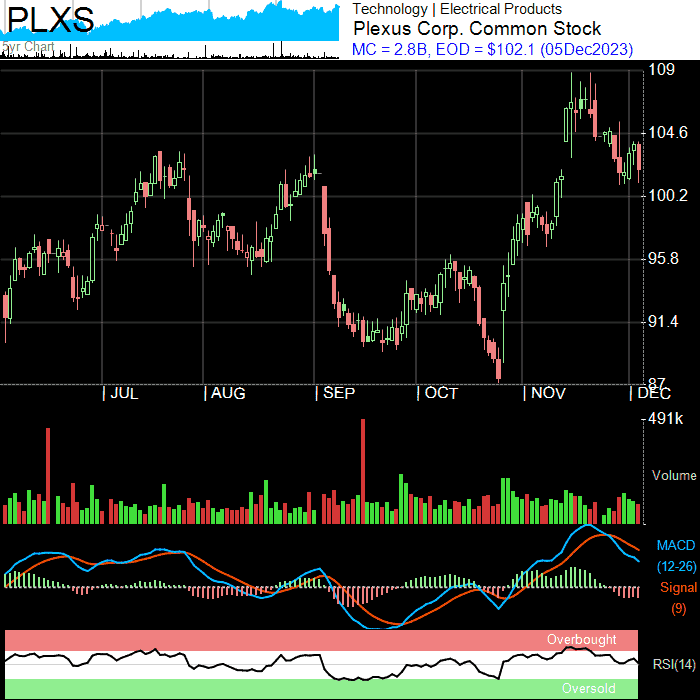 PLXS
5yr Chart
Technology | Electrical Products
Plexus Corp. Common Stock
MC = 2.8B, EOD = $102.1 (05Dec2023)
109
104.6
100.2
95.8
91.4
87
| JUL | AUG | SEP | OCT | NOV | DEC
491k
Volume
MACD
(12-26)
Signal
(9)
Overbought
RSI(14)
Oversold